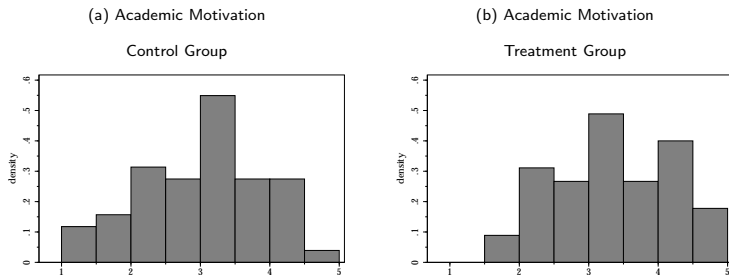 (a) Academic Motivation
Control Group
density
.6
.5
.4
.3
.2
.1
0
1 2 3 4 5
(b) Academic Motivation
Treatment Group
density
.6
.5
.4
.3
.2
.1
0
1 2 3 4 5